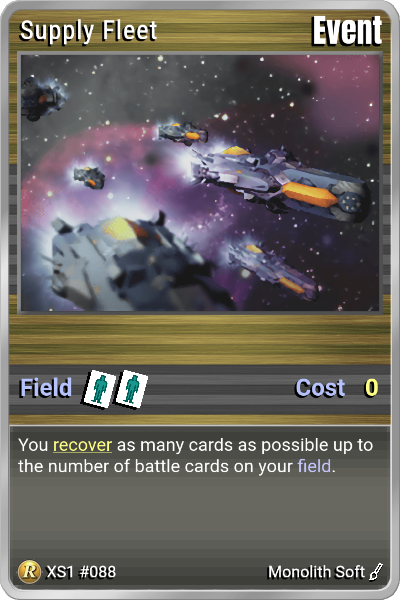 Supply Fleet
Event
Field
Cost 0
You recover as many cards as possible up to
the number of battle cards on your field.
R XS1 #088
Monolith Soft